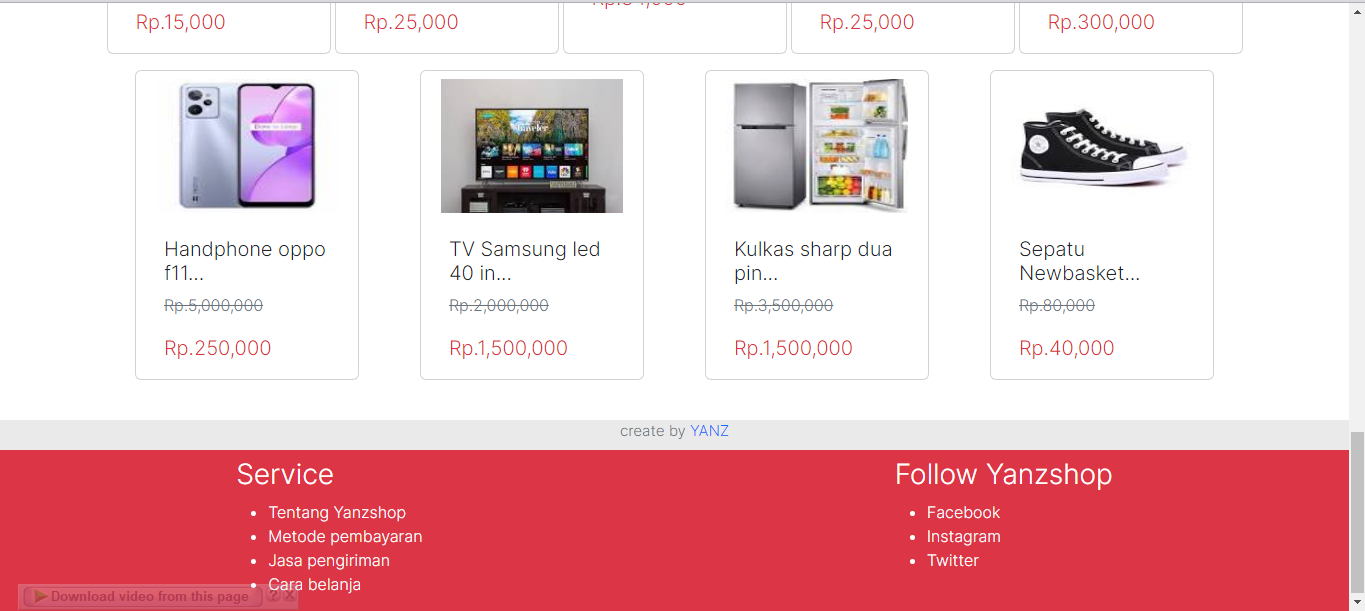 Rp.15,000
Rp.25,000
Rp.25,000
Rp.300,000
Handphone oppo
f11...
Rp.5,000,000
Rp.250,000
TV Samsung led
40 in...
Rp.2,000,000
Rp.1,500,000
Kulkas sharp dua
pin...
Rp.3,500,000
Rp.1,500,000
Sepatu
Newbasket...
Rp.80,000
Rp.40,000
create by YANZ
Service
Tentang Yanzshop
Metode pembayaran
Jasa pengiriman
Cara belanja
Follow Yanzshop
Facebook
Instagram
Twitter
Download video from this page